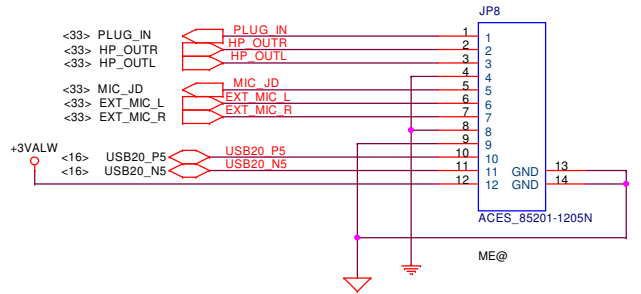 JP8
<33> PLUG_IN PLUG_IN 1 1
<33> HP_OUTR HP_OUTR 2 2
<33> HP_OUTL HP_OUTL 3 3
4 4
<33> MIC_JD MIC_JD 5 5
<33> EXT_MIC_L EXT_MIC_L 6 6
<33> EXT_MIC_R EXT_MIC_R 7 7
8 8
9 9
+3VALW
<16> USB20_P5 USB20_P5 10 10
<16> USB20_N5 USB20_N5 11 11 GND 13
12 12 GND 14
ACES_85201-1205N
ME@